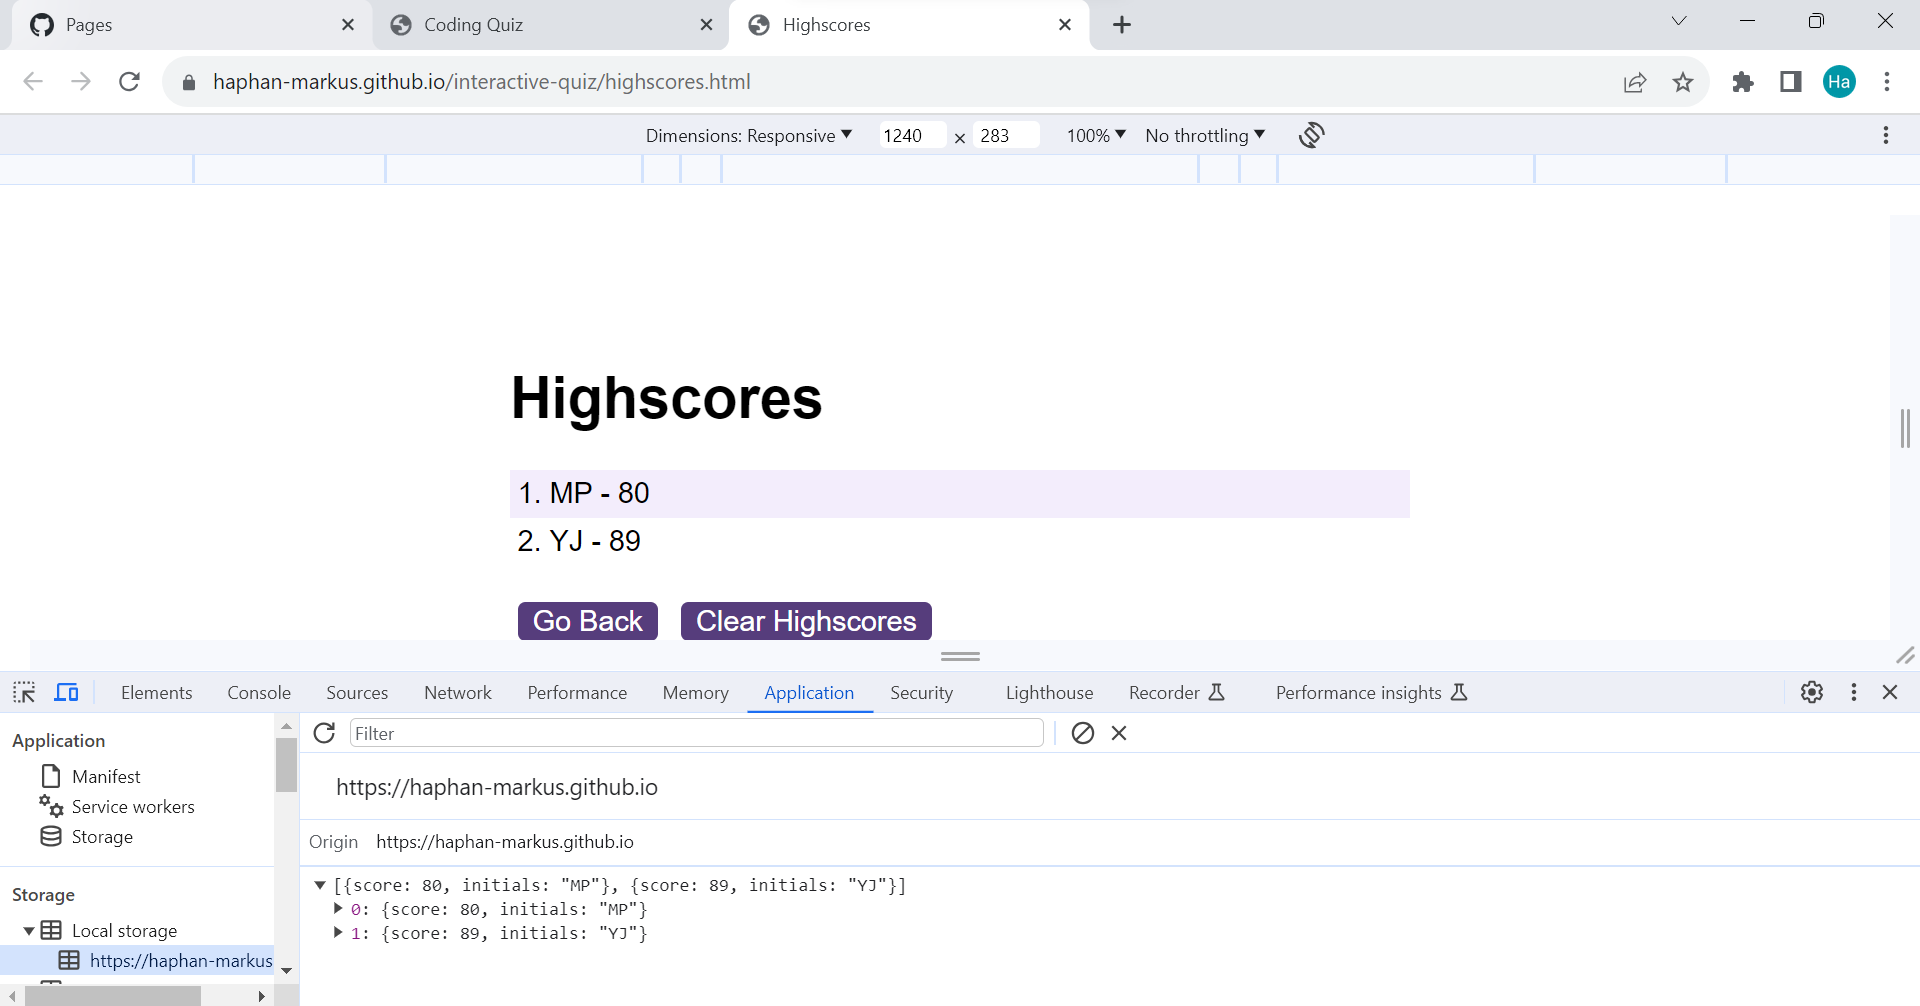 Pages
Coding Quiz
Highscores
haphan-markus.github.io/interactive-quiz/highscores.html
Ha
Dimensions: Responsive ▼ 1240 × 283 100% ▼ No throttling ▼
Highscores
1. MP - 80
2. YJ - 89
Go Back Clear Highscores
Elements Console Sources Network Performance Memory Application Security Lighthouse Recorder Performance insights
Application
Manifest
Service workers
Storage
Storage
Local storage
https://haphan-markus
Filter
https://haphan-markus.github.io
Origin https://haphan-markus.github.io
▼ [{score: 80, initials: "MP"}, {score: 89, initials: "YJ"}]
▶ 0: {score: 80, initials: "MP"}
▶ 1: {score: 89, initials: "YJ"}